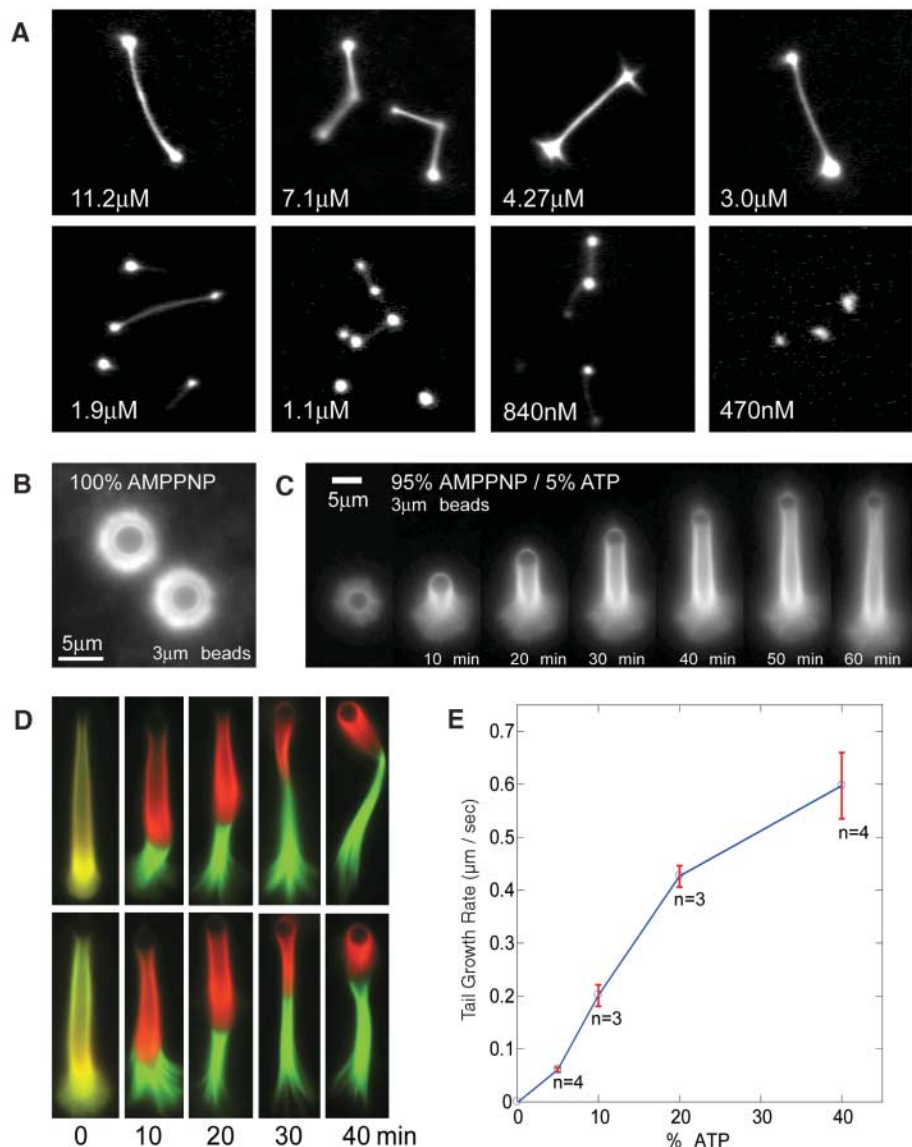 A
11.2μM
7.1μM
4.27μM
3.0μM
1.9μM
1.1μM
840nM
470nM
B
100% AMPPNP
5μm
3μm beads
C
95% AMPPNP / 5% ATP
5μm
3μm beads
10 min
20 min
30 min
40 min
50 min
60 min
D
0
10
20
30
40 min
E
Tail Growth Rate (μm / sec)
0.7
0.6
0.5
0.4
0.3
0.2
0.1
0
n=4
n=3
n=3
n=4
0
10
20
30
40
% ATP